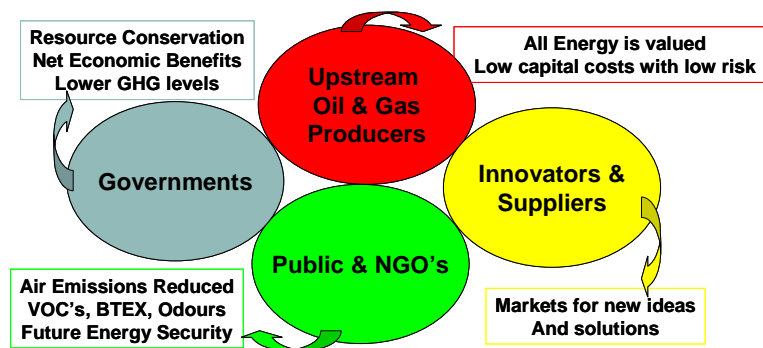 Resource Conservation
Net Economic Benefits
Lower GHG levels
Upstream
Oil & Gas
Producers
All Energy is valued
Low capital costs with low risk
Governments
Innovators &
Suppliers
Public & NGO's
Air Emissions Reduced
VOC's, BTEX, Odours
Future Energy Security
Markets for new ideas
And solutions